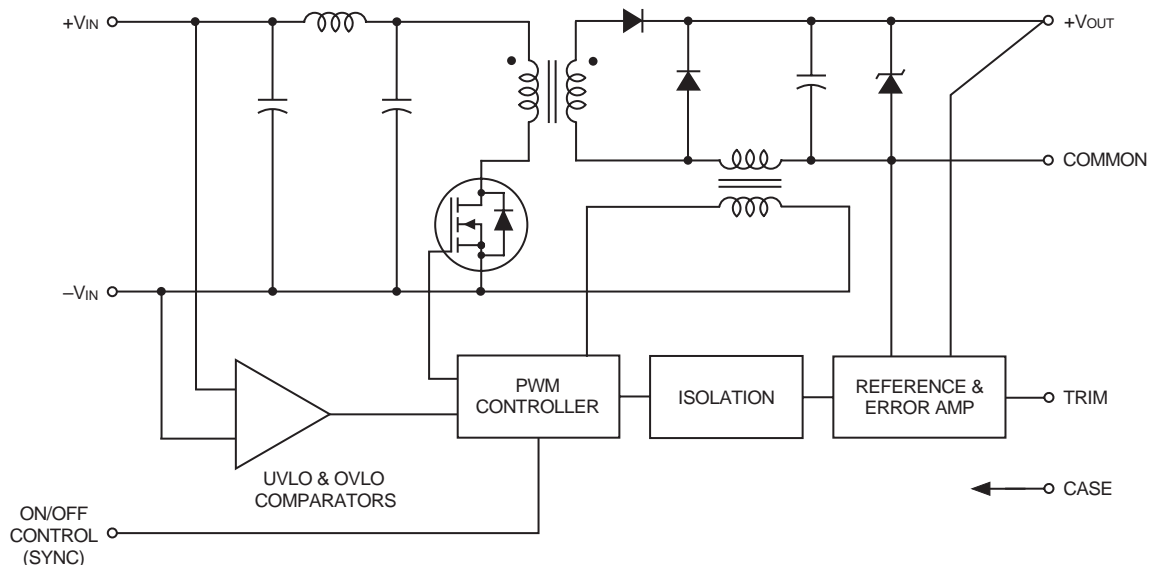 +VIN
+VOUT
COMMON
–VIN
PWM
CONTROLLER
ISOLATION
REFERENCE &
ERROR AMP
TRIM
UVLO & OVLO
COMPARATORS
CASE
ON/OFF
CONTROL
(SYNC)